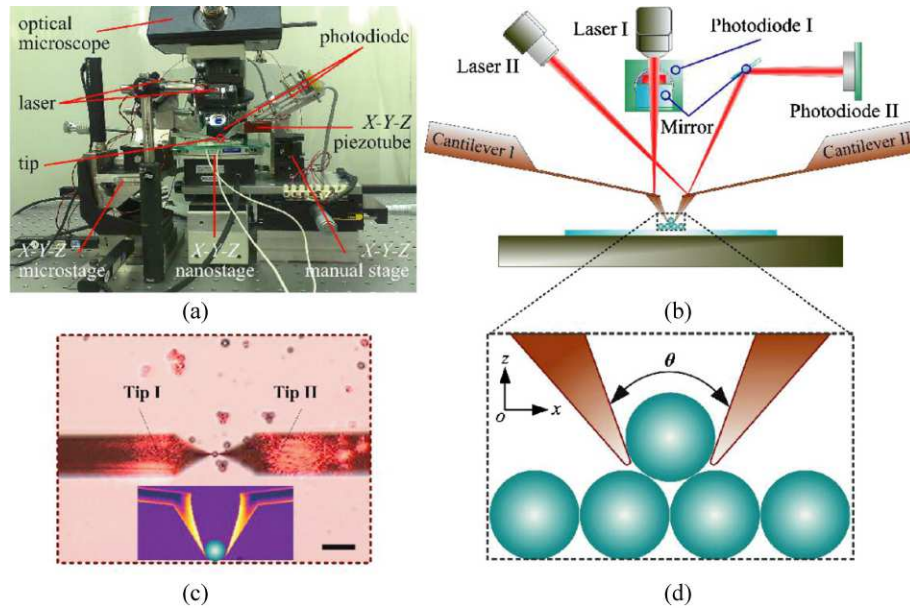 optical
microscope
photodiode
laser
tip
X-Y-Z
piezotube
X-Y-Z
microstage
X-Y-Z
nanostage
X-Y-Z
manual stage
(a)
Laser I
Photodiode I
Laser II
Mirror
Photodiode II
Cantilever I
Cantilever II
(b)
Tip I
Tip II
(c)
θ
z
o
x
(d)